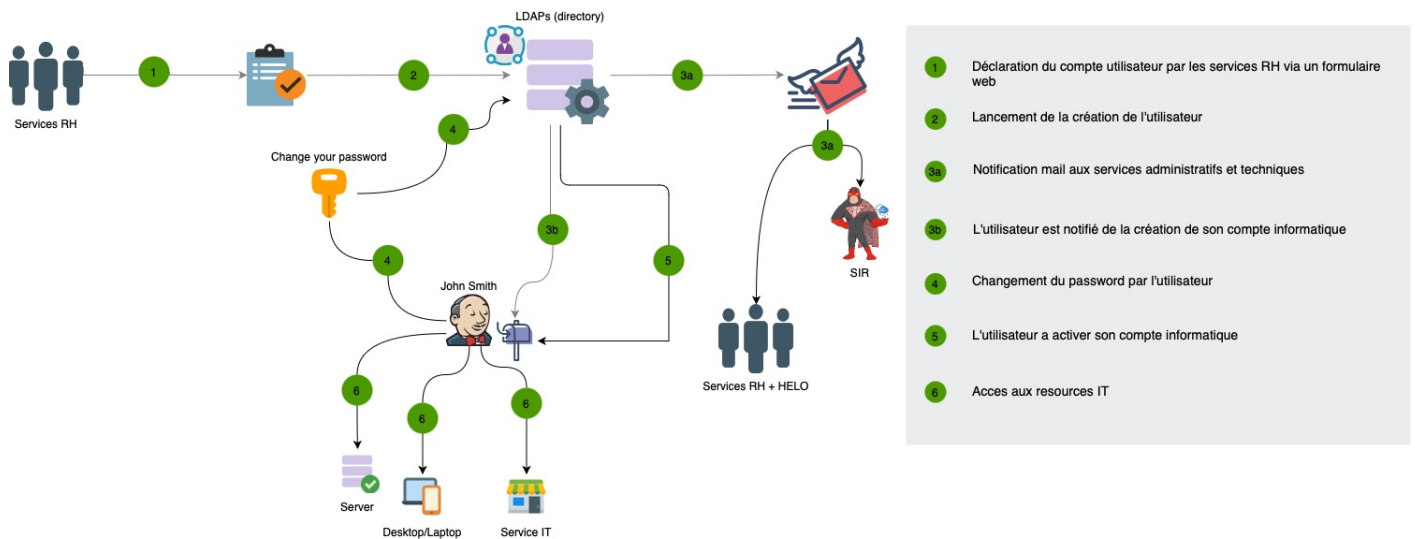 LDAPs (directory)
1
2
3a
Services RH
4
Change your password
3a
3b
5
SIR
4
John Smith
Services RH + HELO
6
6
6
Server
Desktop/Laptop
Service IT
1
Déclaration du compte utilisateur par les services RH via un formulaire
web
2
Lancement de la création de l'utilisateur
3a
Notification mail aux services administratifs et techniques
3b
L'utilisateur est notifié de la création de son compte informatique
4
Changement du password par l'utilisateur
5
L'utilisateur a activer son compte informatique
6
Acces aux resources IT